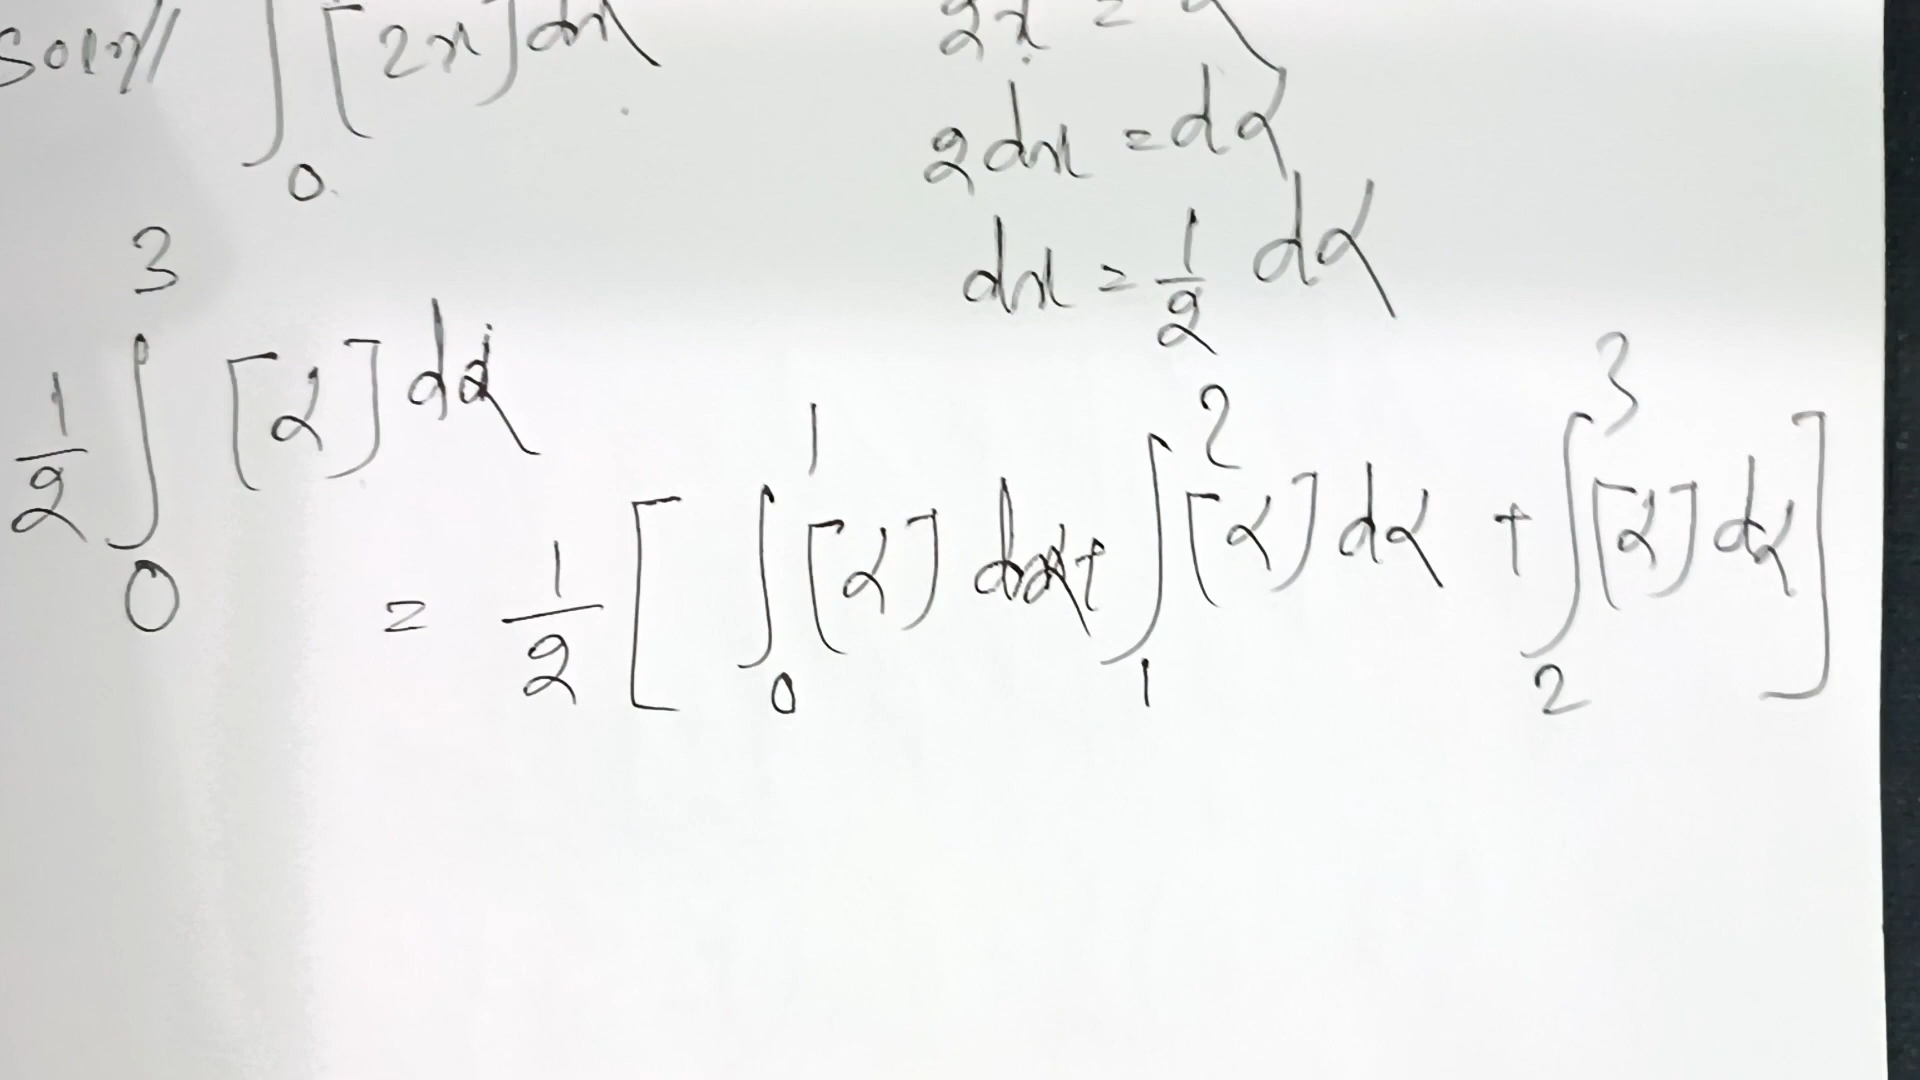 Soln// ∫₀ [2x] dx
2x = α
2dx = dα
dx = 1/2 dα
1/2 ∫₀³ [α] dα
= 1/2 [ ∫₀¹ [α] dα + ∫₁² [α] dα + ∫₂³ [α] dα ]